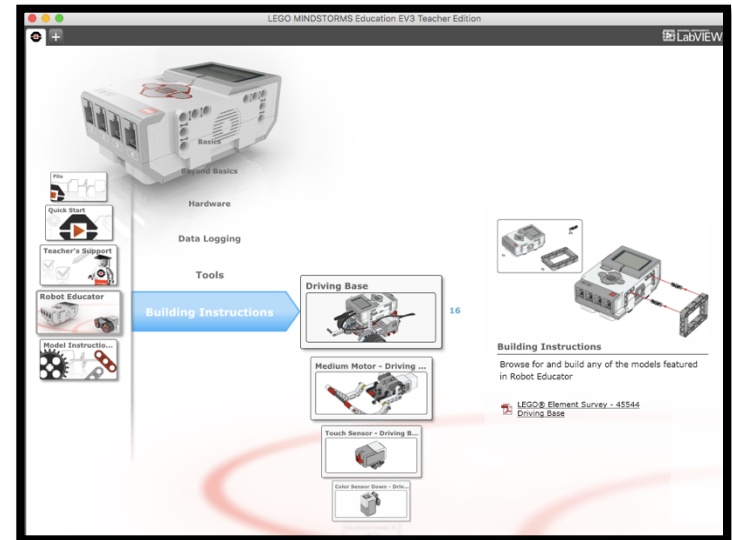 LEGO MINDSTORMS Education EV3 Teacher Edition
+
LabVIEW
Basics
Beyond Basics
Hardware
Data Logging
Tools
Building Instructions
File
Quick Start
Teacher's Support
Robot Educator
Model Instructio...
Driving Base
16
Medium Motor - Driving ...
Touch Sensor - Driving B...
Color Sensor Down - Driv...
Building Instructions
Browse for and build any of the models featured
in Robot Educator
LEGO® Element Survey - 45544
Driving Base